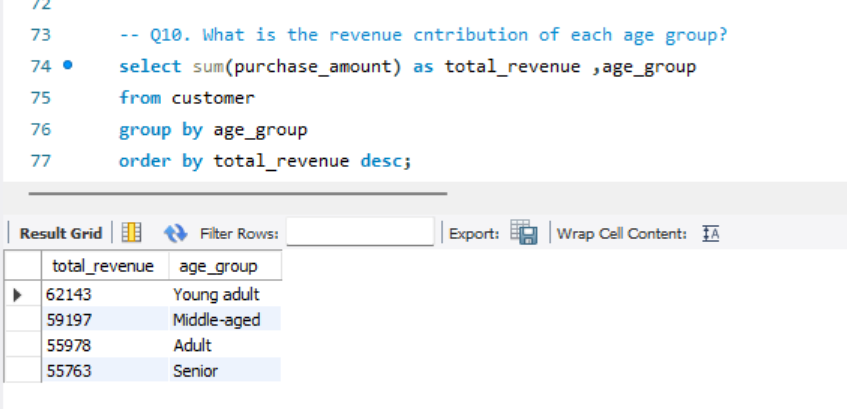 72
73 -- Q10. What is the revenue cntribution of each age group?
74 select sum(purchase_amount) as total_revenue ,age_group
75 from customer
76 group by age_group
77 order by total_revenue desc;
Result Grid Filter Rows: Export: Wrap Cell Content: IA
total_revenue age_group
62143 Young adult
59197 Middle-aged
55978 Adult
55763 Senior